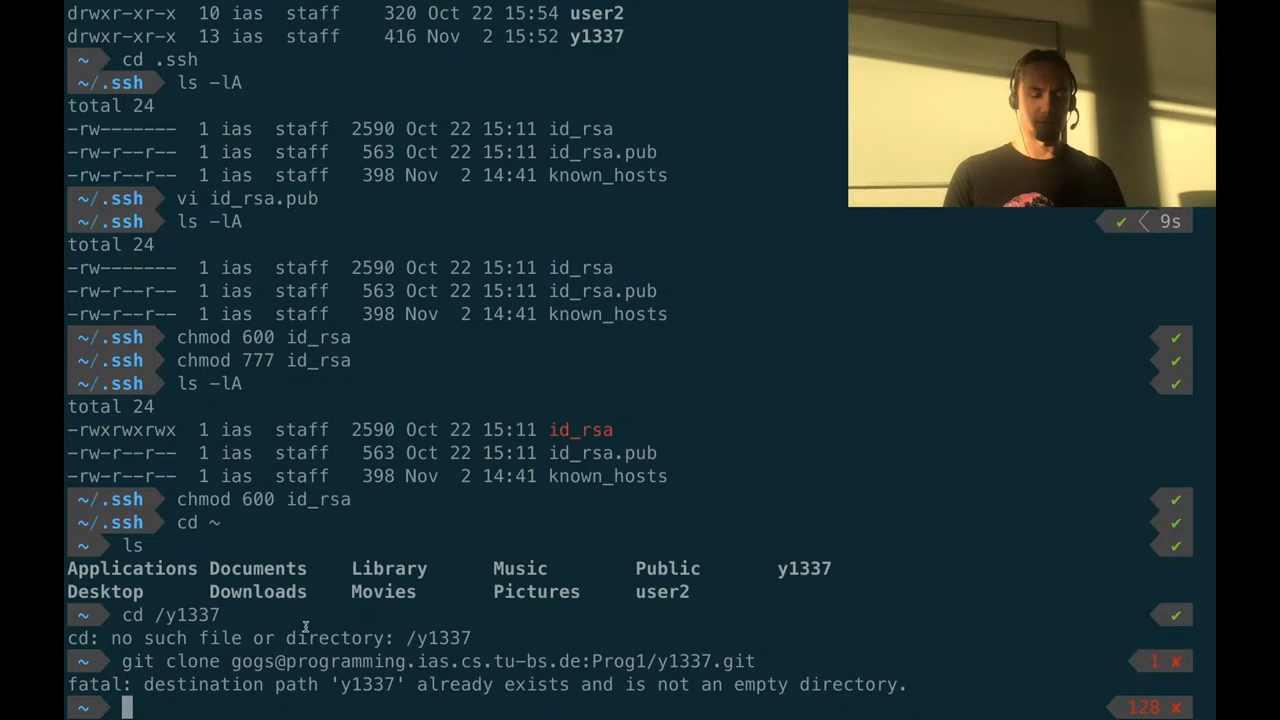 drwxr-xr-x 10 ias staff 320 Oct 22 15:54 user2
drwxr-xr-x 13 ias staff 416 Nov 2 15:52 y1337
~ cd .ssh
~/.ssh ls -lA
total 24
-rw------- 1 ias staff 2590 Oct 22 15:11 id_rsa
-rw-r--r-- 1 ias staff 563 Oct 22 15:11 id_rsa.pub
-rw-r--r-- 1 ias staff 398 Nov 2 14:41 known_hosts
~/.ssh vi id_rsa.pub
~/.ssh ls -lA ✔ 9s
total 24
-rw------- 1 ias staff 2590 Oct 22 15:11 id_rsa
-rw-r--r-- 1 ias staff 563 Oct 22 15:11 id_rsa.pub
-rw-r--r-- 1 ias staff 398 Nov 2 14:41 known_hosts
~/.ssh chmod 600 id_rsa ✔
~/.ssh chmod 777 id_rsa ✔
~/.ssh ls -lA ✔
total 24
-rwxrwxrwx 1 ias staff 2590 Oct 22 15:11 id_rsa
-rw-r--r-- 1 ias staff 563 Oct 22 15:11 id_rsa.pub
-rw-r--r-- 1 ias staff 398 Nov 2 14:41 known_hosts
~/.ssh chmod 600 id_rsa ✔
~/.ssh cd ~ ✔
~ ls ✔
Applications Documents Library Music Public y1337
Desktop Downloads Movies Pictures user2
~ cd /y1337 ✔
cd: no such file or directory: /y1337
~ git clone gogs@programming.ias.cs.tu-bs.de:Prog1/y1337.git 1 ✘
fatal: destination path 'y1337' already exists and is not an empty directory.
~ 128 ✘